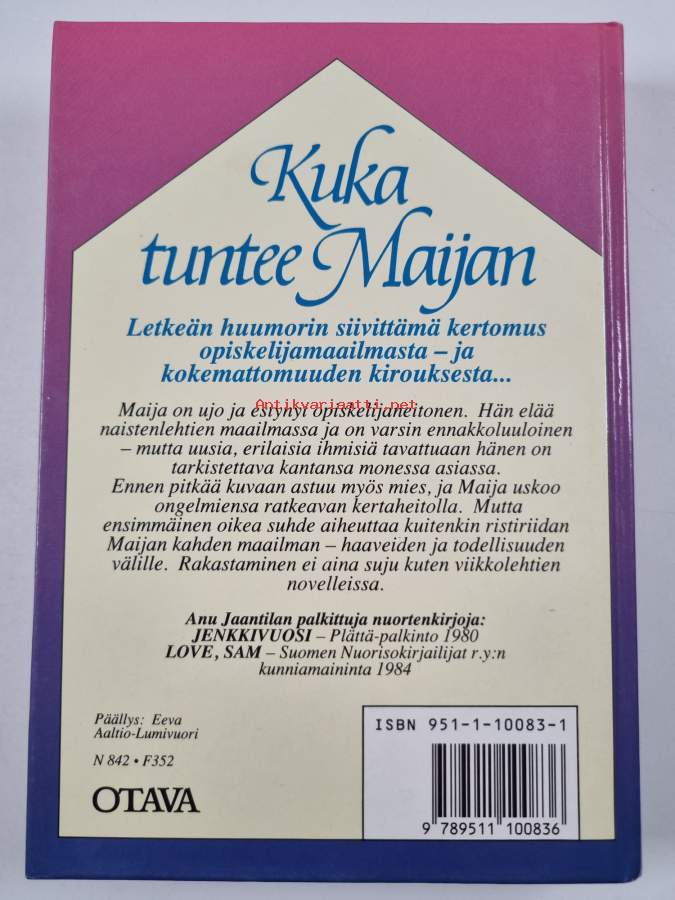 Kuka
tuntee Maijan
Letkeän huumorin siivittämä kertomus
opiskelijamaailmasta – ja
kokemattomuuden kirouksesta...
Antikvariaatti.net
Maija on ujo ja estynyt opiskelijaneitonen. Hän elää
naistenlehtien maailmassa ja on varsin ennakkoluuloinen
– mutta uusia, erilaisia ihmisiä tavattuaan hänen on
tarkistettava kantansa monessa asiassa.
Ennen pitkää kuvaan astuu myös mies, ja Maija uskoo
ongelmiensa ratkeavan kertaheitolla. Mutta
ensimmäinen oikea suhde aiheuttaa kuitenkin ristiriidan
Maijan kahden maailman – haaveiden ja todellisuuden
välille. Rakastaminen ei aina suju kuten viikkolehtien
novelleissa.
Anu Jaantilan palkittuja nuortenkirjoja:
JENKKIVUOSI – Plättä-palkinto 1980
LOVE, SAM – Suomen Nuorisokirjailijat r.y:n
kunniamaininta 1984
Päällys: Eeva
Aaltio-Lumivuori
N 842 • F352
OTAVA
ISBN 951-1-10083-1
9 789511 100836